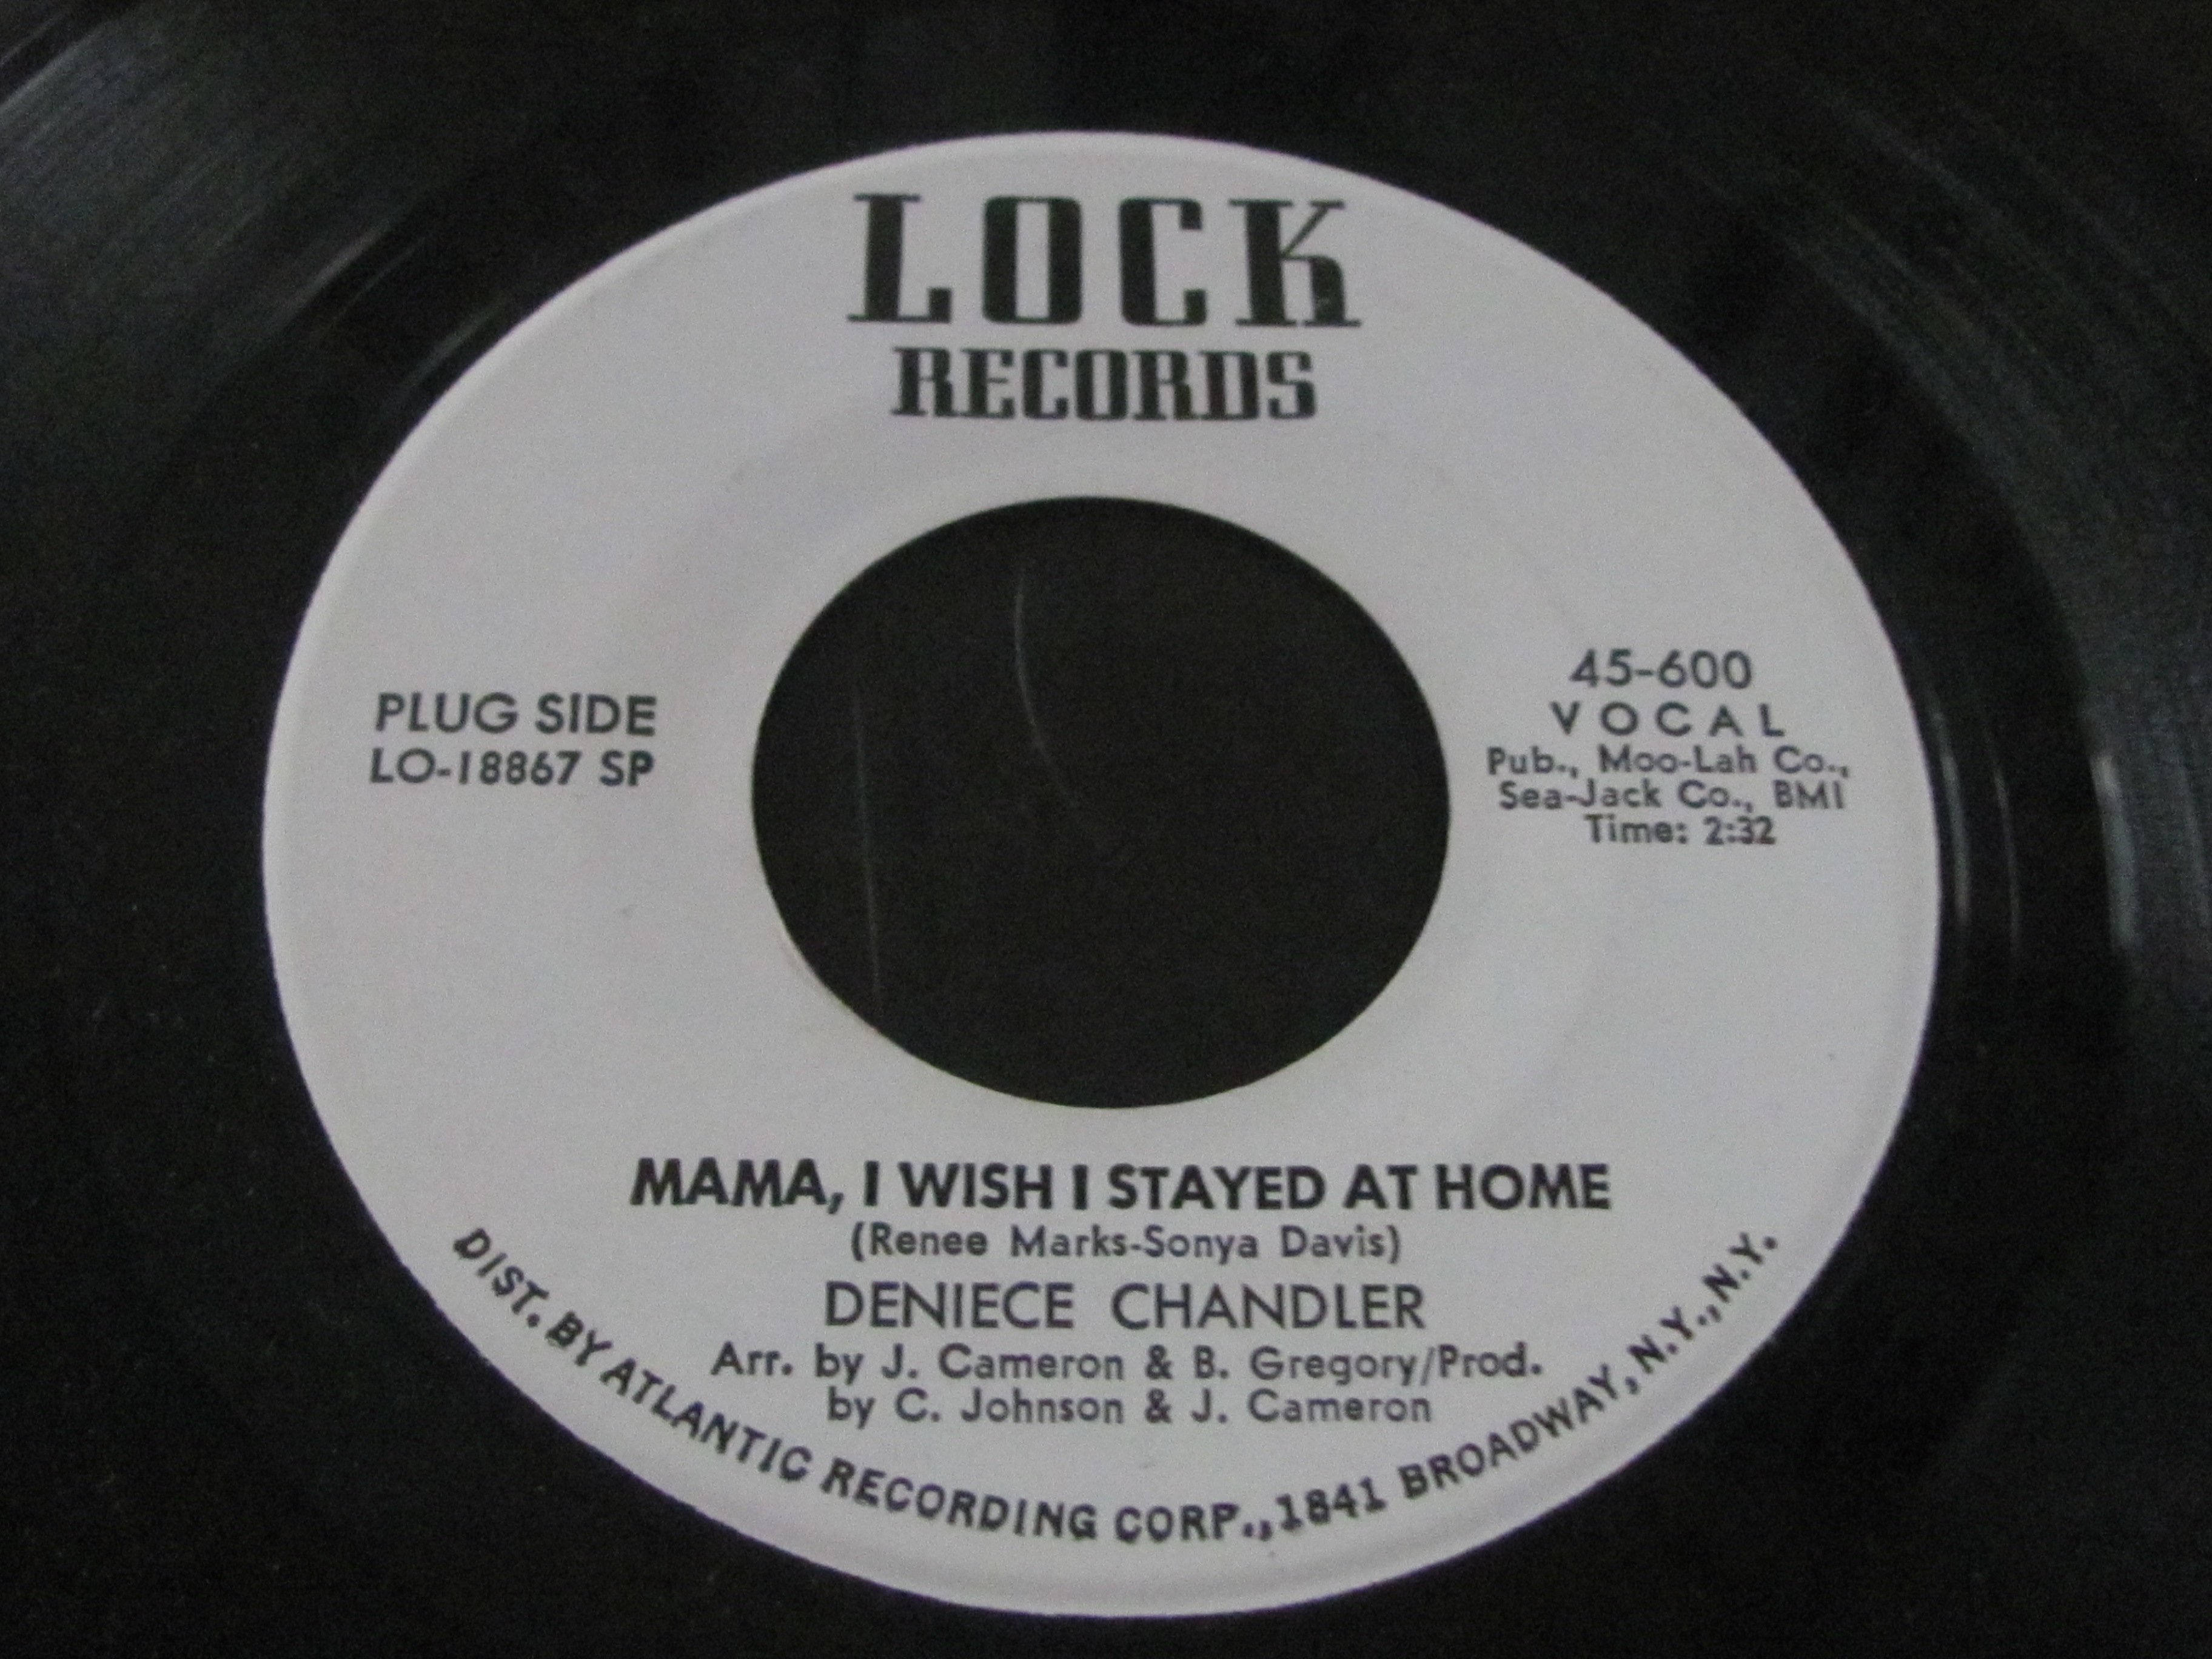 LOCK
RECORDS
PLUG SIDE
LO-18867 SP
45-600
VOCAL
Pub., Moo-Lah Co.,
Sea-Jack Co., BMI
Time: 2:32
MAMA, I WISH I STAYED AT HOME
(Renee Marks-Sonya Davis)
DENIECE CHANDLER
Arr. by J. Cameron & B. Gregory/Prod.
by C. Johnson & J. Cameron
DIST. BY ATLANTIC RECORDING CORP., 1841 BROADWAY, N.Y., N.Y.